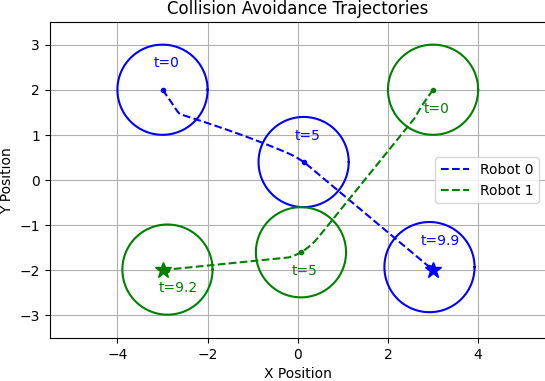 Collision Avoidance Trajectories
3
2
1
0
−1
−2
−3
Y Position
t=0
t=0
t=5
t=5
t=9.9
t=9.2
Robot 0
Robot 1
−4
−2
0
2
4
X Position